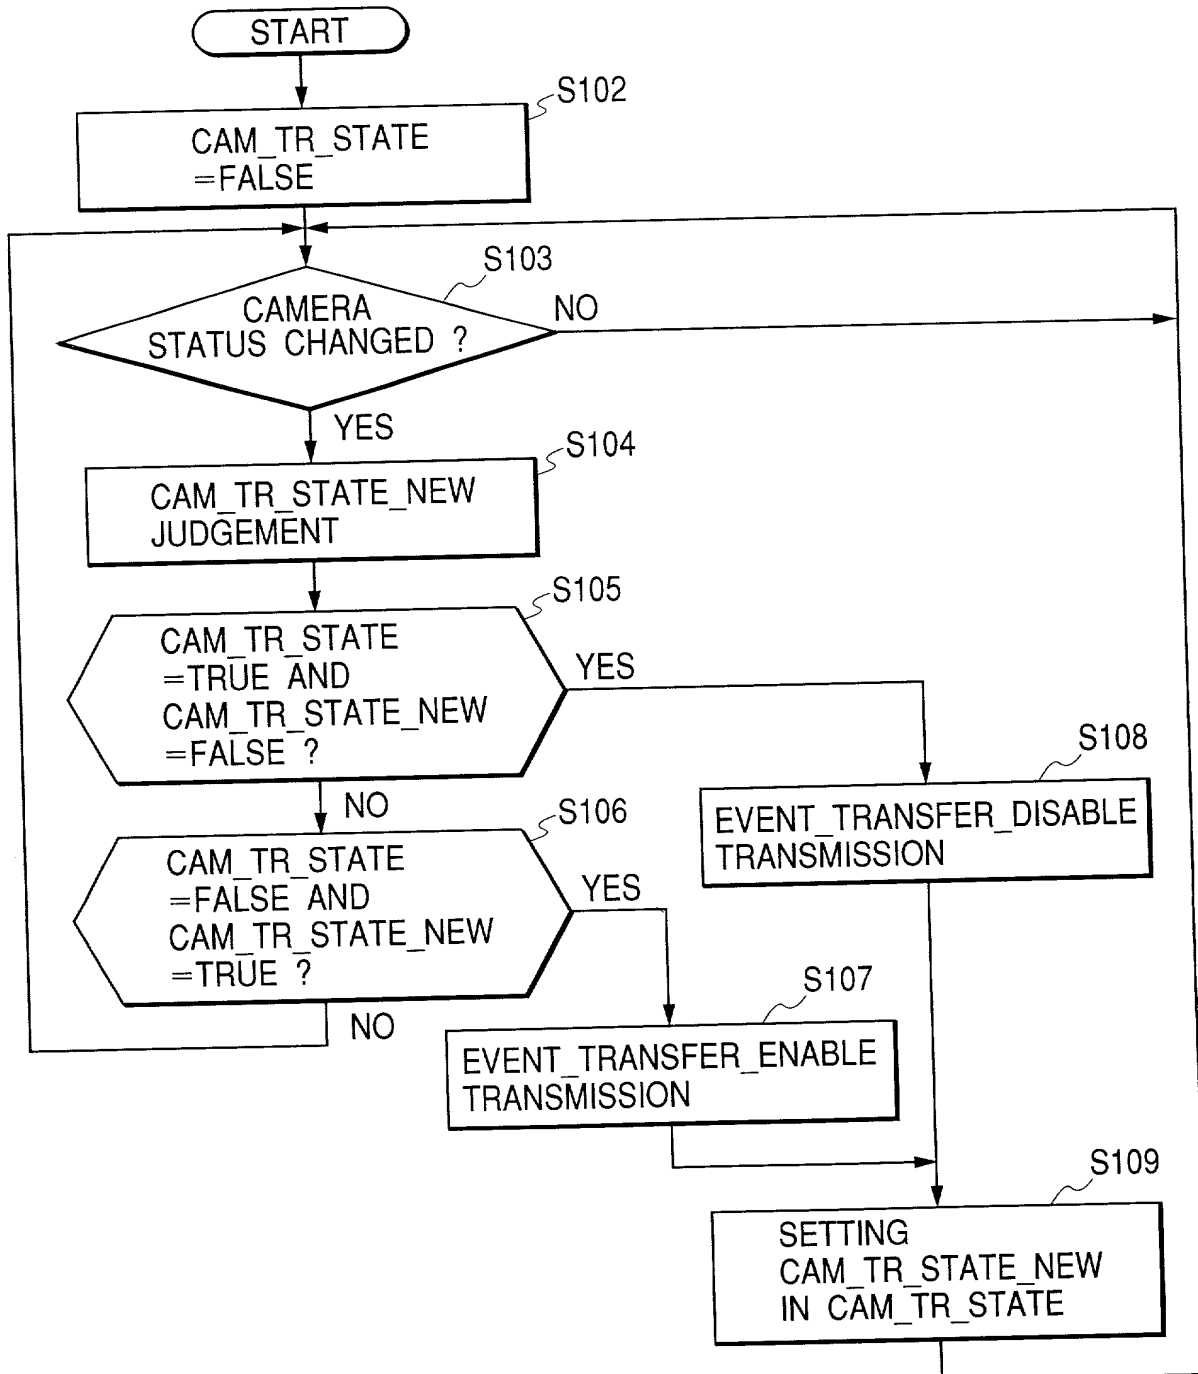 START
S102
CAM_TR_STATE
=FALSE
S103
CAMERA
STATUS CHANGED ?
NO
YES
S104
CAM_TR_STATE_NEW
JUDGEMENT
S105
CAM_TR_STATE
=TRUE AND
CAM_TR_STATE_NEW
=FALSE ?
YES
NO
S108
EVENT_TRANSFER_DISABLE
TRANSMISSION
S106
CAM_TR_STATE
=FALSE AND
CAM_TR_STATE_NEW
=TRUE ?
YES
NO
S107
EVENT_TRANSFER_ENABLE
TRANSMISSION
S109
SETTING
CAM_TR_STATE_NEW
IN CAM_TR_STATE